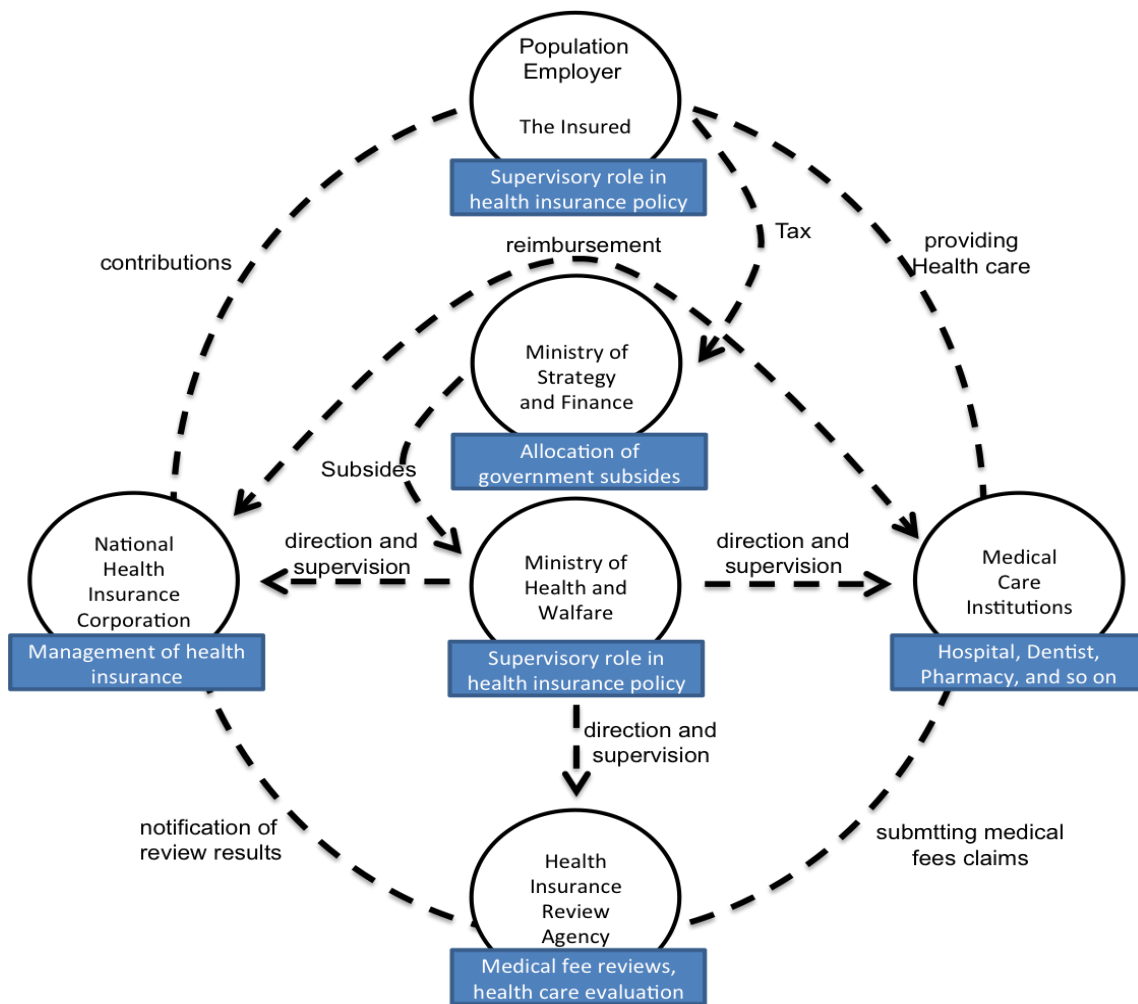 Population
Employer
The Insured
Supervisory role in
health insurance policy
Tax
reimbursement
contributions
providing
Health care
Ministry of
Strategy
and Finance
Allocation of
government subsides
Subsides
National
Health
Insurance
Corporation
Management of health
insurance
direction and
supervision
Ministry of
Health and
Walfare
Supervisory role in
health insurance policy
direction and
supervision
Medical
Care
Institutions
Hospital, Dentist,
Pharmacy, and so on
direction and
supervision
notification of
review results
submtting medical
fees claims
Health
Insurance
Review
Agency
Medical fee reviews,
health care evaluation